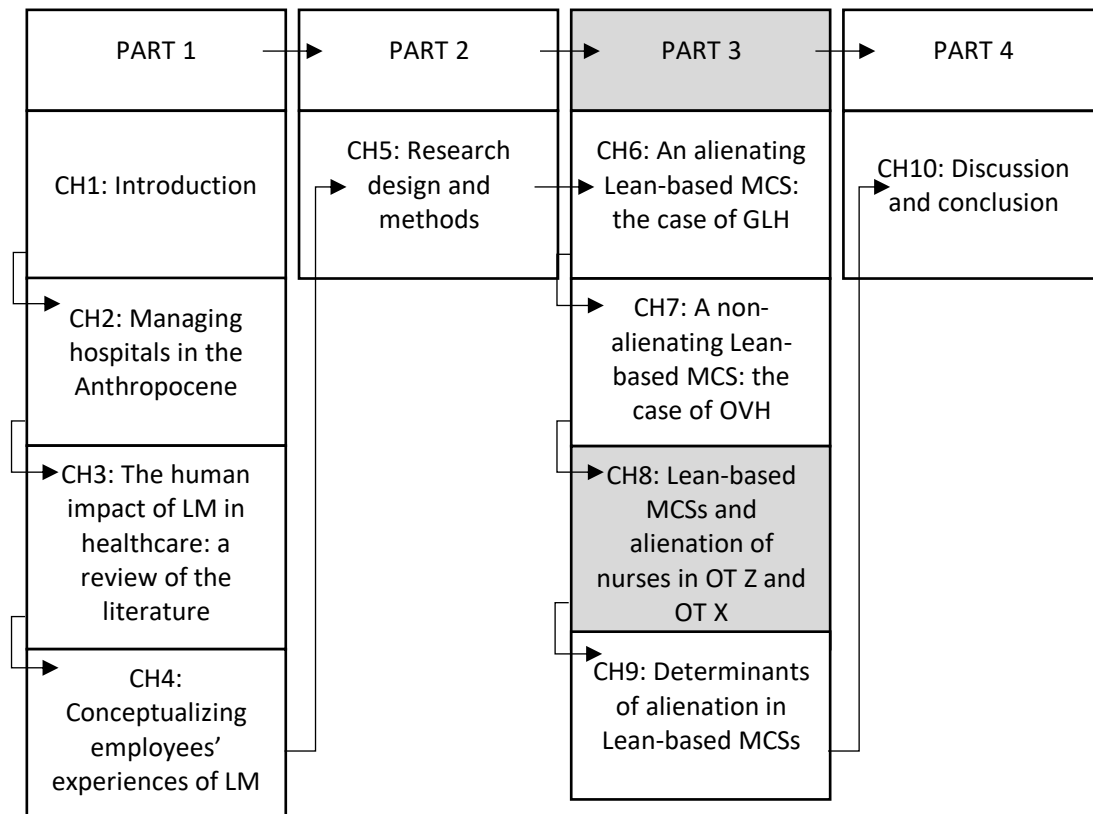 PART 1
PART 2
PART 3
PART 4
CH1: Introduction
CH2: Managing
hospitals in the
Anthropocene
CH3: The human
impact of LM in
healthcare: a
review of the
literature
CH4:
Conceptualizing
employees’
experiences of LM
CH5: Research
design and
methods
CH6: An alienating
Lean-based MCS:
the case of GLH
CH7: A non-
alienating Lean-
based MCS: the
case of OVH
CH8: Lean-based
MCSs and
alienation of
nurses in OT Z and
OT X
CH9: Determinants
of alienation in
Lean-based MCSs
CH10: Discussion
and conclusion